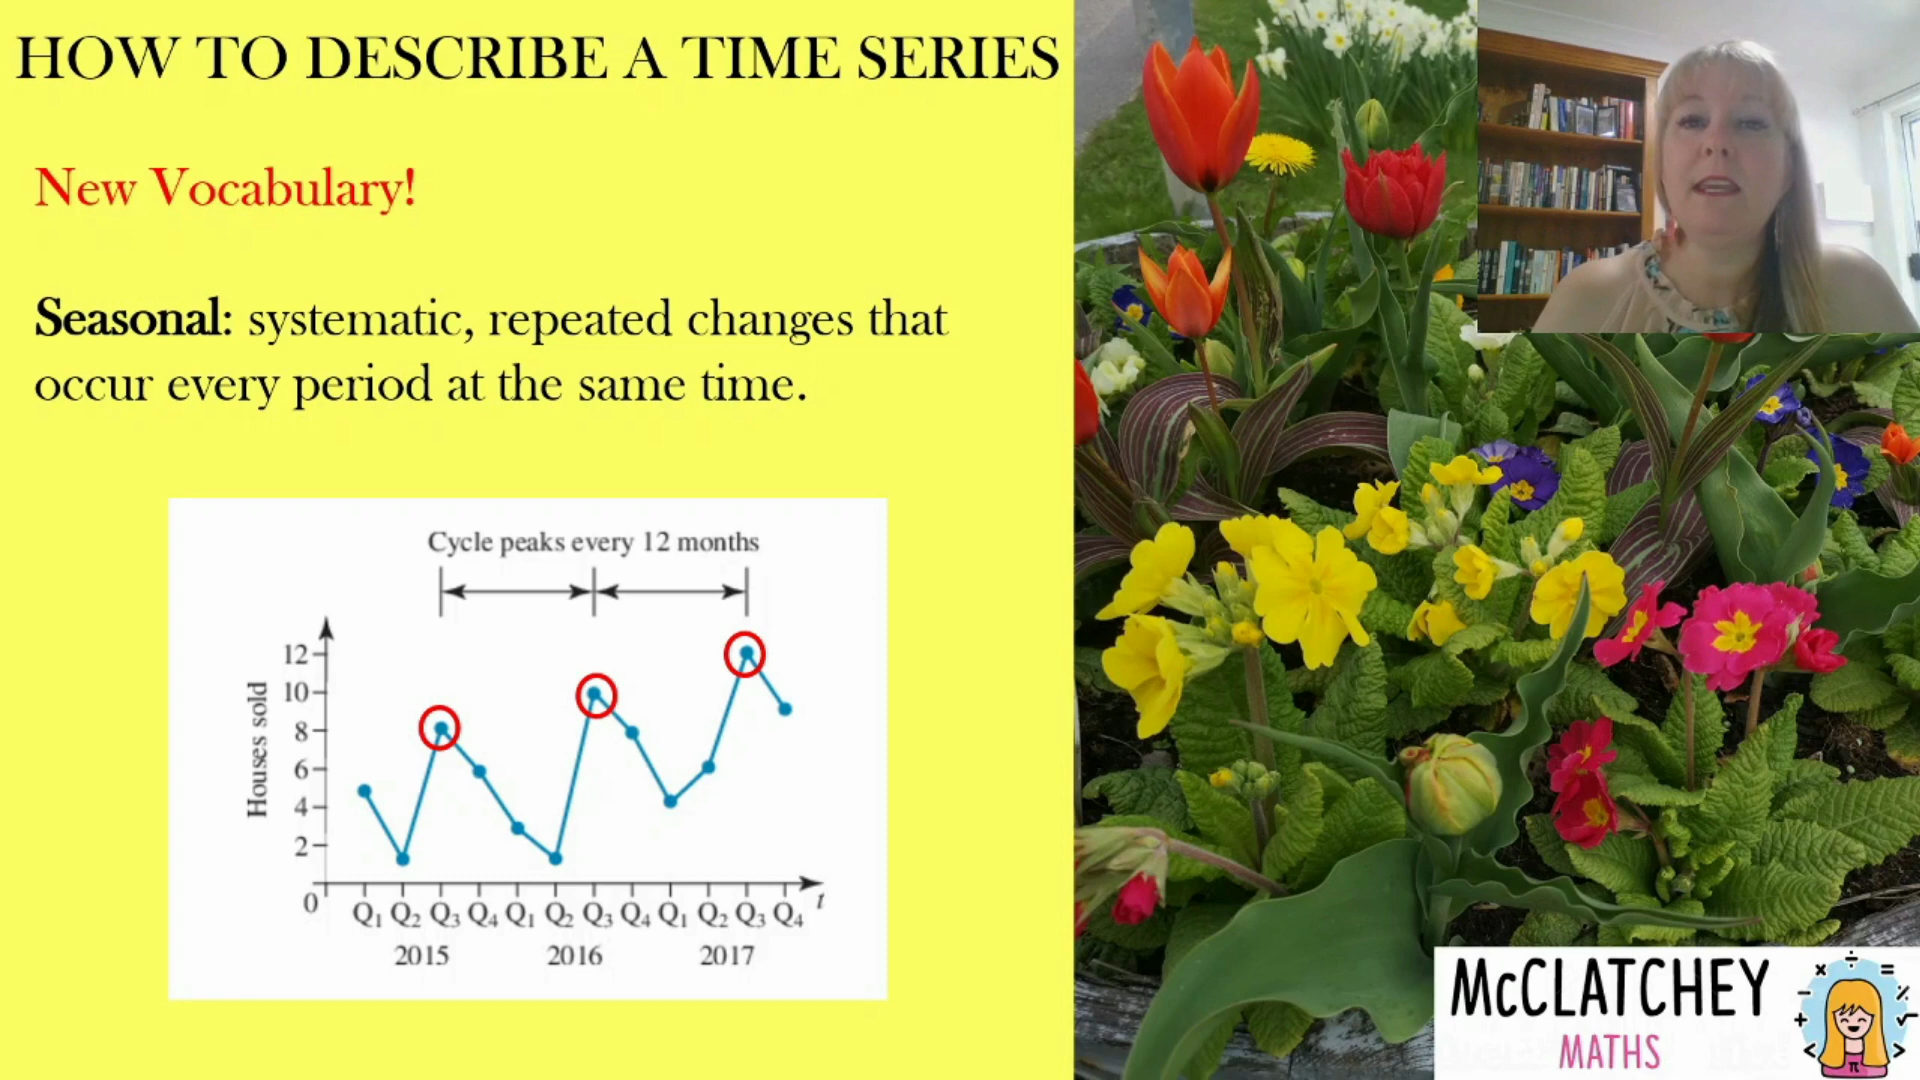 HOW TO DESCRIBE A TIME SERIES
New Vocabulary!
Seasonal: systematic, repeated changes that
occur every period at the same time.
Cycle peaks every 12 months
Houses sold
12
10
8
6
4
2
0
Q1 Q2 Q3 Q4 Q1 Q2 Q3 Q4 Q1 Q2 Q3 Q4 t
2015 2016 2017
McCLATCHEY
MATHS